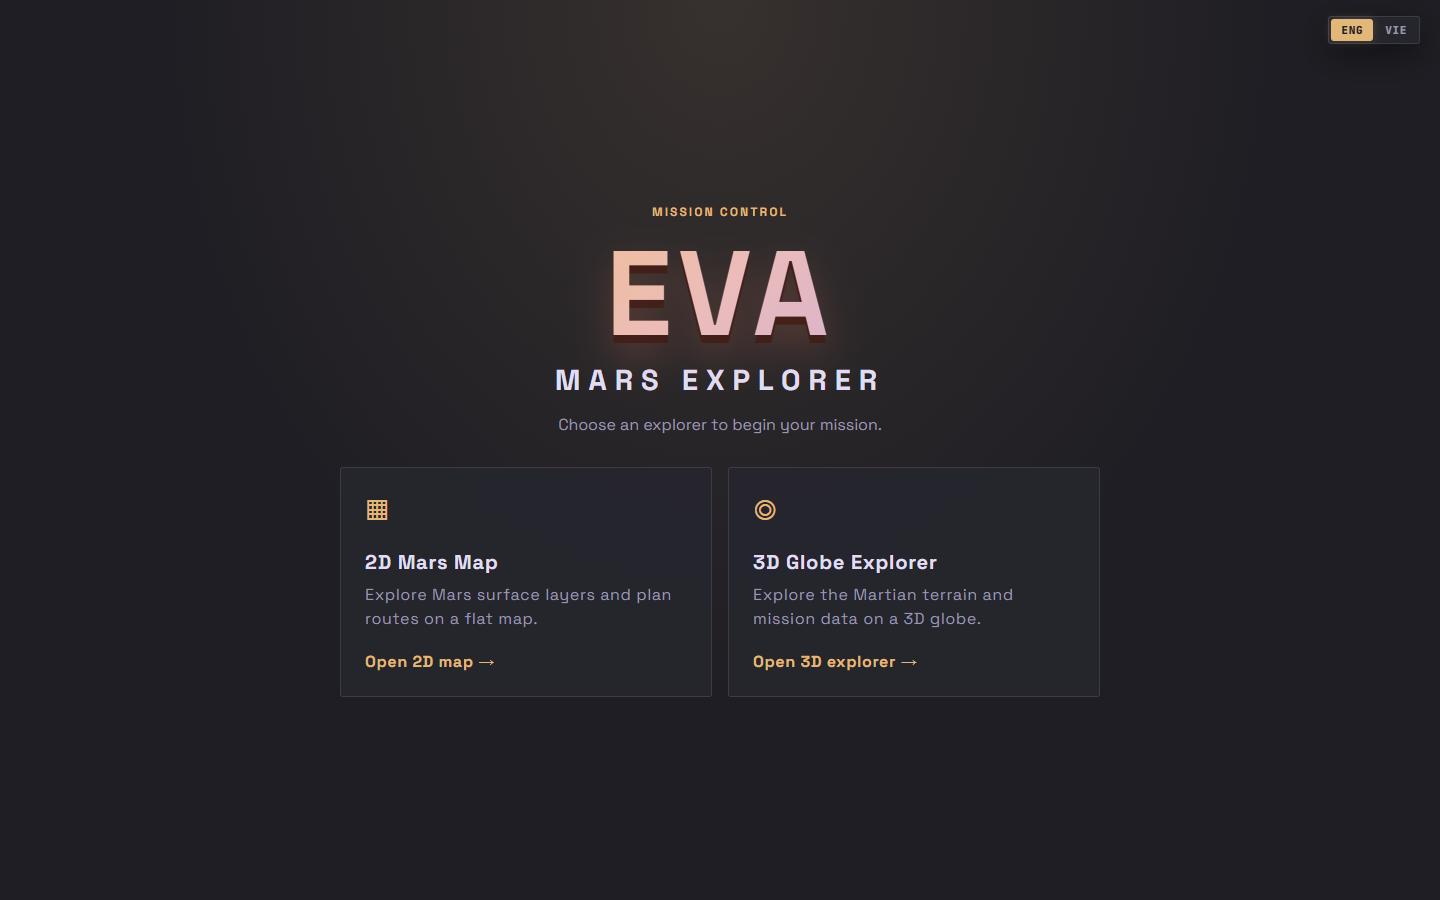 ENG VIE
MISSION CONTROL
EVA
MARS EXPLORER
Choose an explorer to begin your mission.
2D Mars Map
Explore Mars surface layers and plan
routes on a flat map.
Open 2D map →
3D Globe Explorer
Explore the Martian terrain and
mission data on a 3D globe.
Open 3D explorer →